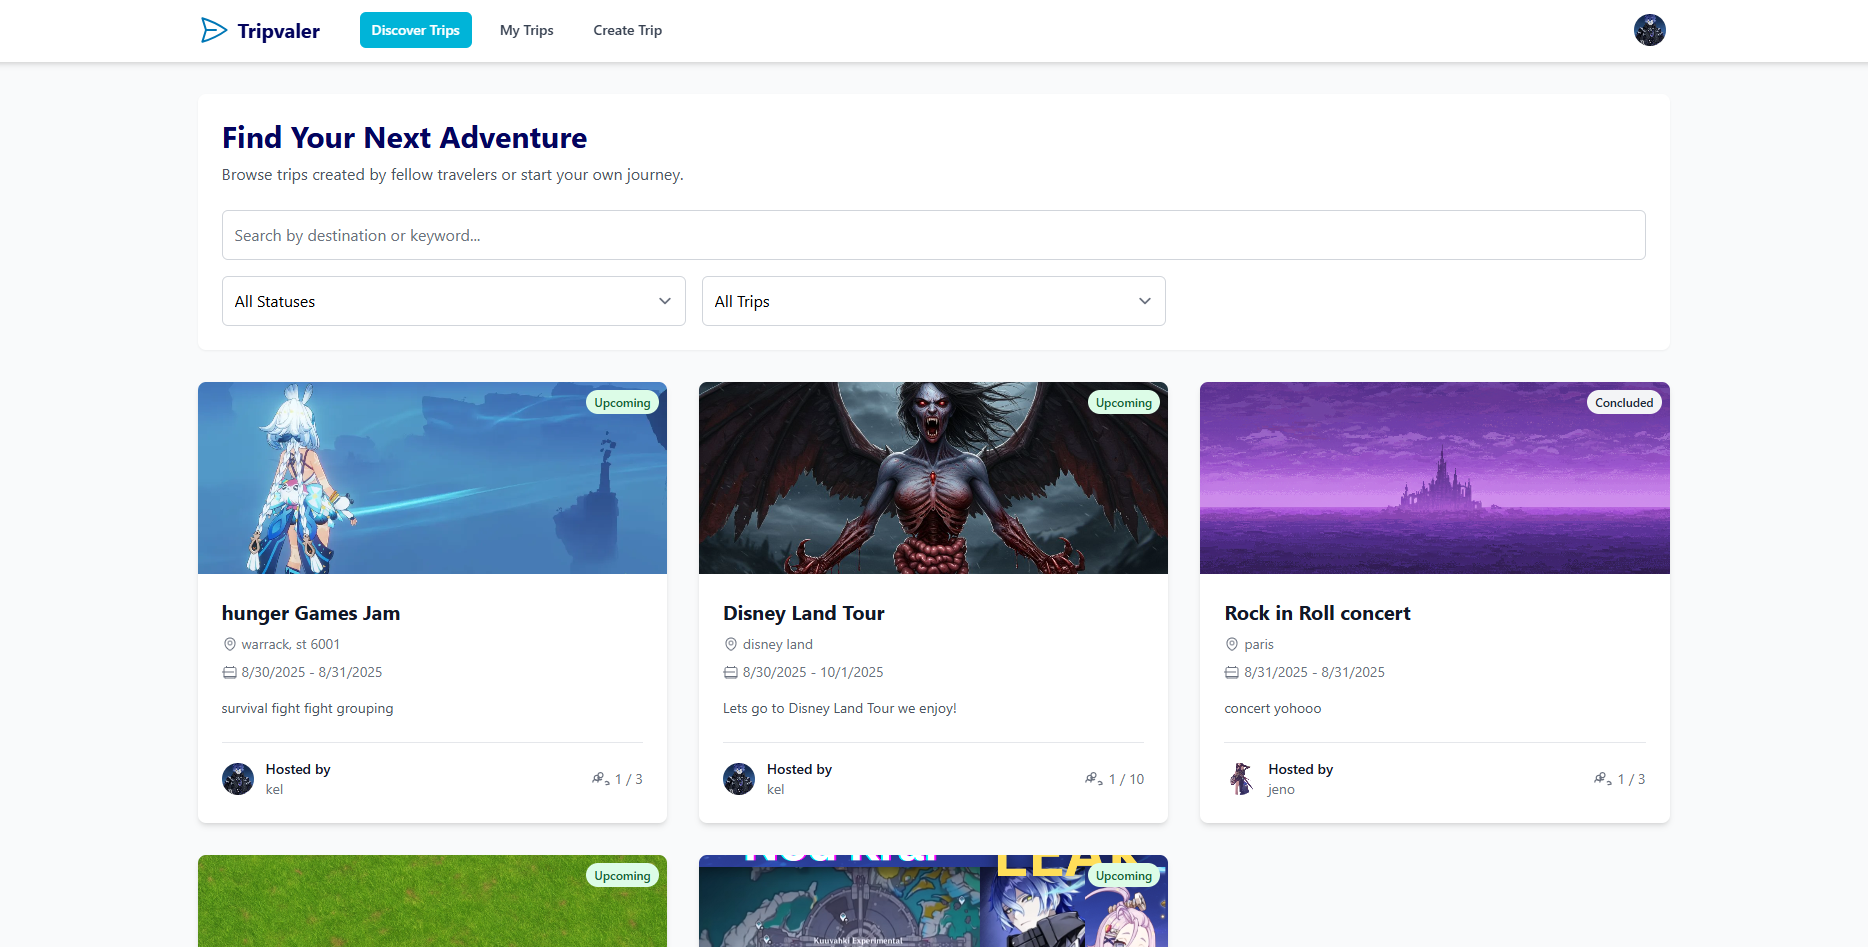 Tripvaler
Discover Trips
My Trips
Create Trip
Find Your Next Adventure
Browse trips created by fellow travelers or start your own journey.
Search by destination or keyword...
All Statuses
All Trips
Upcoming
hunger Games Jam
warrack, st 6001
8/30/2025 - 8/31/2025
survival fight fight grouping
Hosted by
kel
1 / 3
Upcoming
Disney Land Tour
disney land
8/30/2025 - 10/1/2025
Lets go to Disney Land Tour we enjoy!
Hosted by
kel
1 / 10
Concluded
Rock in Roll concert
paris
8/31/2025 - 8/31/2025
concert yohooo
Hosted by
jeno
1 / 3
Upcoming
Upcoming
LEAK
Kuuvahki Experimental